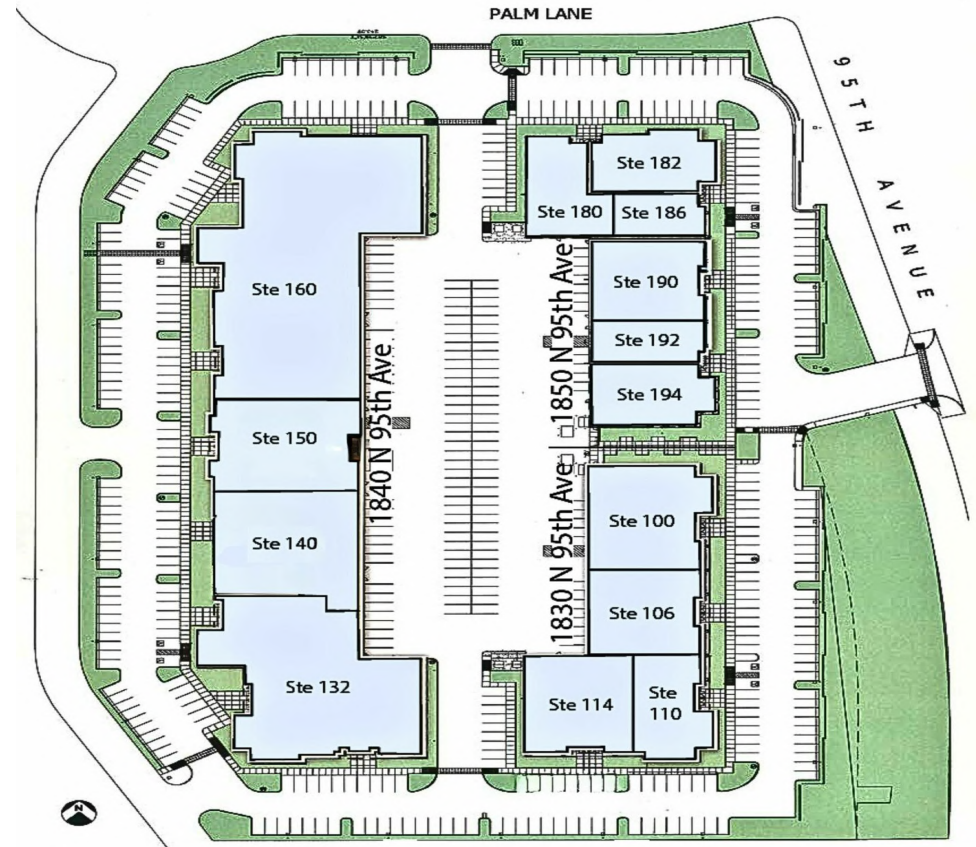 PALM LANE
95TH AVENUE
Ste 182
Ste 180
Ste 186
Ste 160
Ste 190
Ste 192
1850 N 95th Ave
Ste 194
1840 N 95th Ave
Ste 150
Ste 100
Ste 140
1830 N 95th Ave
Ste 106
Ste 132
Ste 114
Ste
110
N